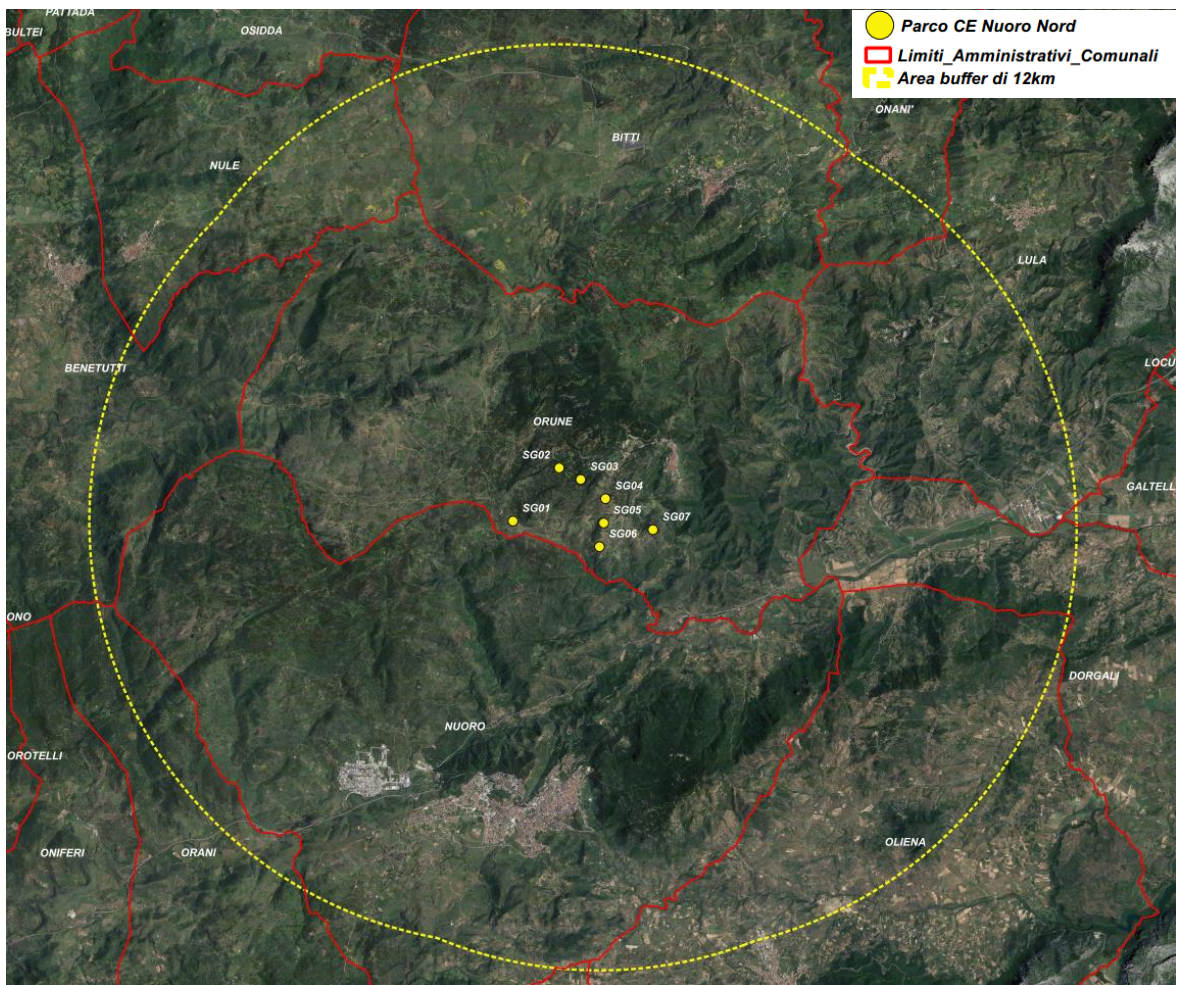 PATTADA
BULTEI
OSIDDA
Parco CE Nuoro Nord
Limiti_Amministrativi_Comunali
Area buffer di 12km
ONANI'
BITTI
NULE
LULA
BENETUTTI
LOCU
ORUNE
SG02
SG03
SG04
GALTELL
SG01
SG05
SG07
SG06
ONO
DORGALI
NUORO
OROTELLI
ONIFERI
ORANI
OLIENA